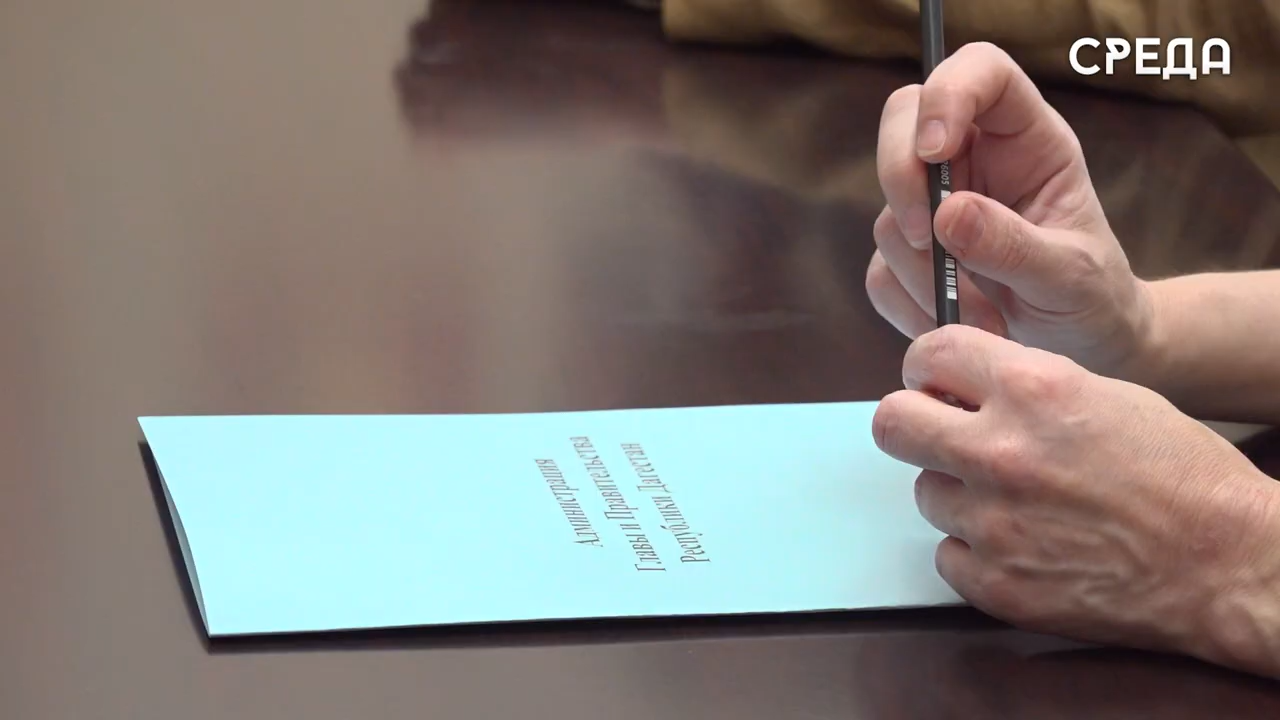 СРЕДА
Администрация
Главы и Правительства
Республики Дагестан